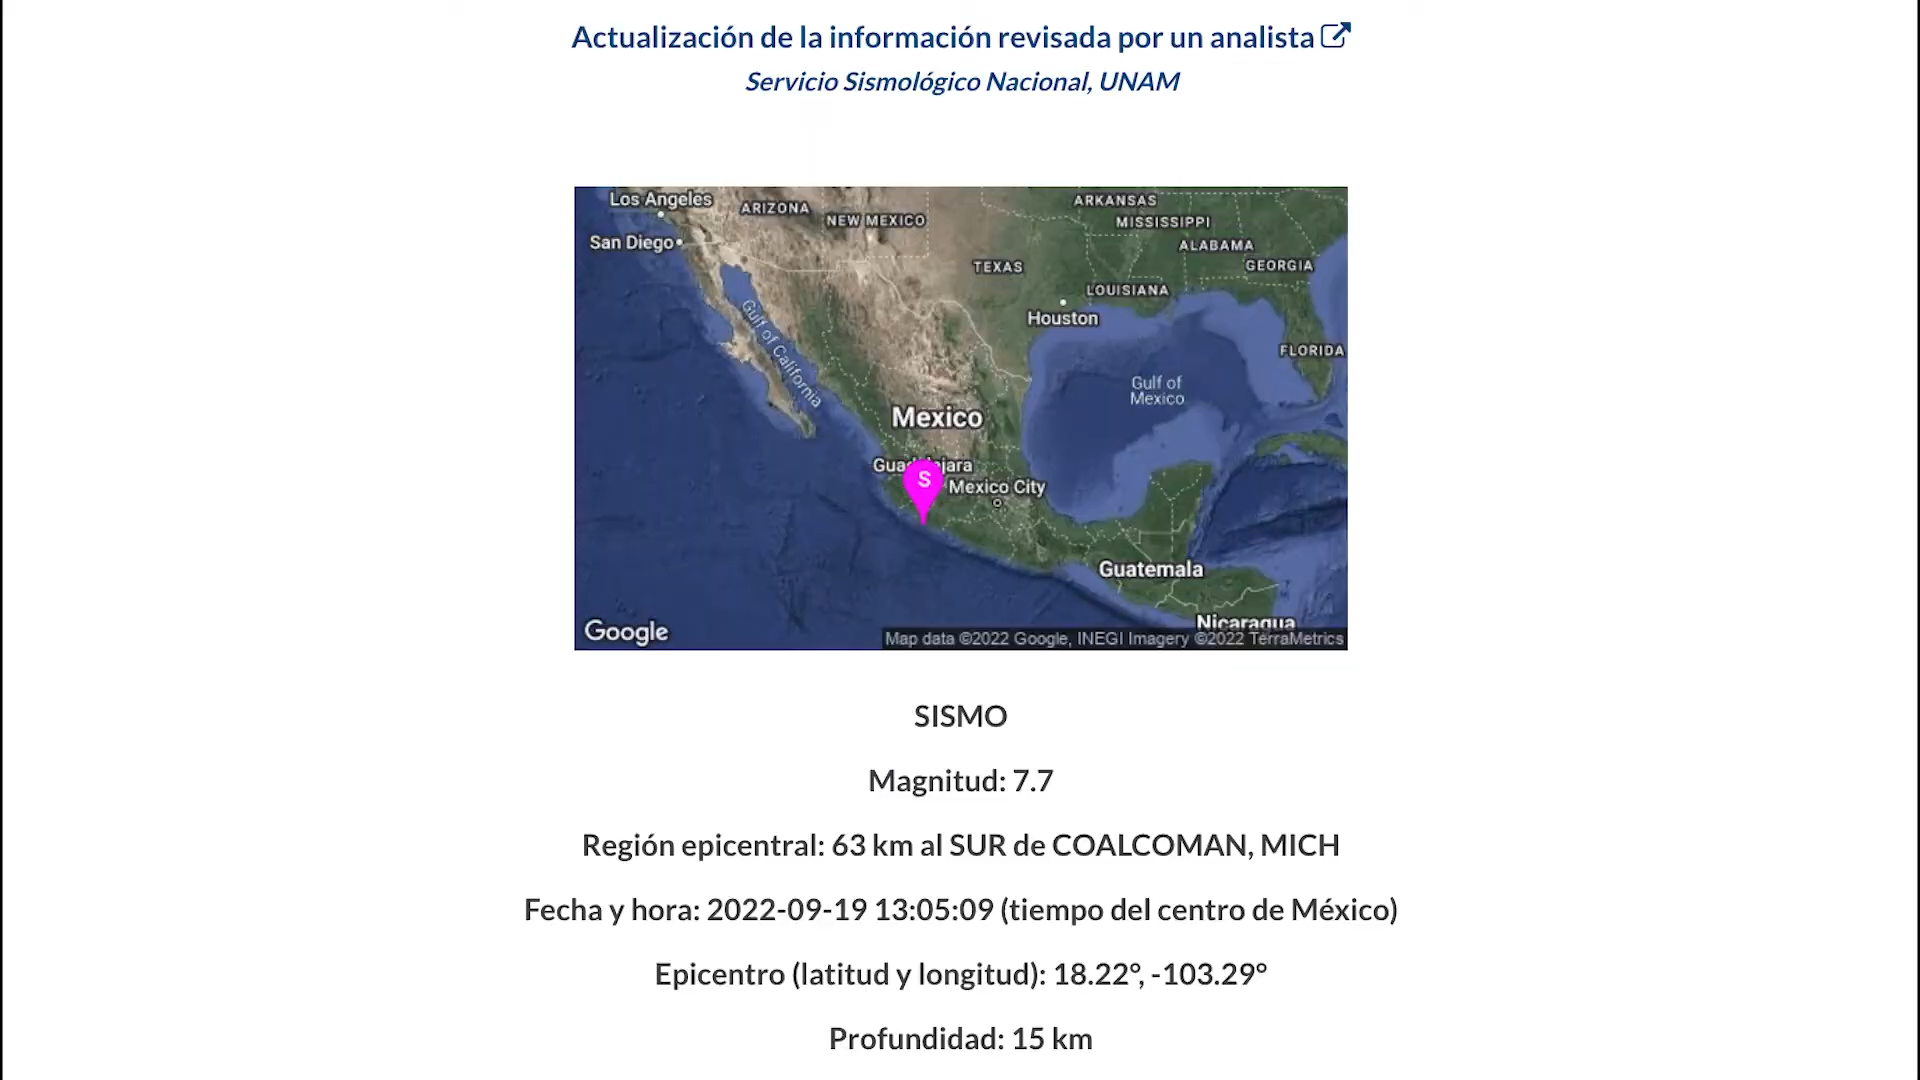 Actualización de la información revisada por un analista
Servicio Sismológico Nacional, UNAM
Los Angeles
ARIZONA
NEW MEXICO
ARKANSAS
MISSISSIPPI
San Diego
ALABAMA
TEXAS
GEORGIA
LOUISIANA
Houston
Gulf of California
FLORIDA
Gulf of
Mexico
Mexico
S
Mexico City
Guatemala
Nicaragua
Google
Map data ©2022 Google, INEGI Imagery ©2022 TerraMetrics
SISMO
Magnitud: 7.7
Región epicentral: 63 km al SUR de COALCOMAN, MICH
Fecha y hora: 2022-09-19 13:05:09 (tiempo del centro de México)
Epicentro (latitud y longitud): 18.22°, -103.29°
Profundidad: 15 km